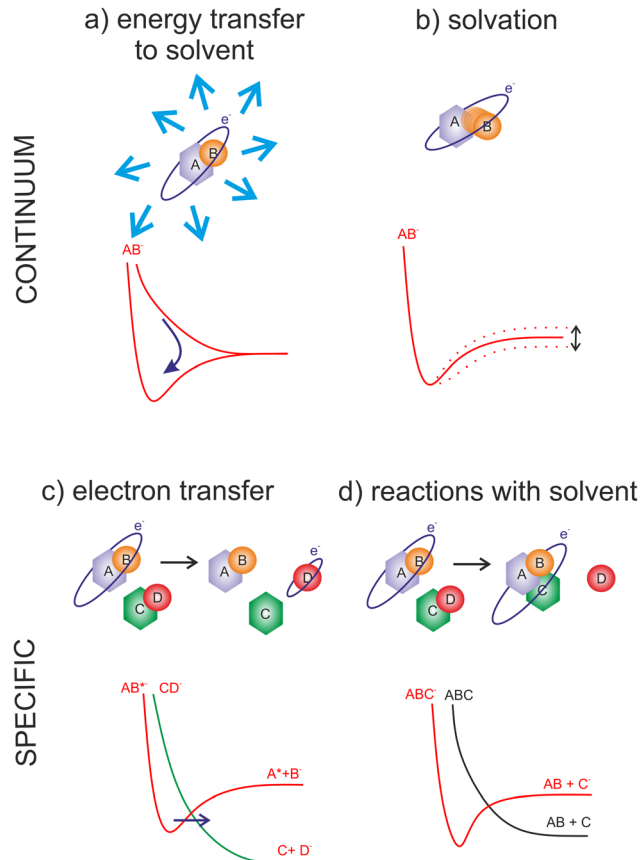 a) energy transfer
to solvent
b) solvation
CONTINUUM
e⁻
A
B
e⁻
A
B
AB⁻
AB⁻
c) electron transfer
d) reactions with solvent
SPECIFIC
e⁻
A
B
C
D
A
B
C
D
e⁻
e⁻
A
B
C
D
e⁻
A
B
C
D
AB*⁻
CD⁻
A*+B⁻
C+ D⁻
ABC⁻
ABC
AB + C⁻
AB + C